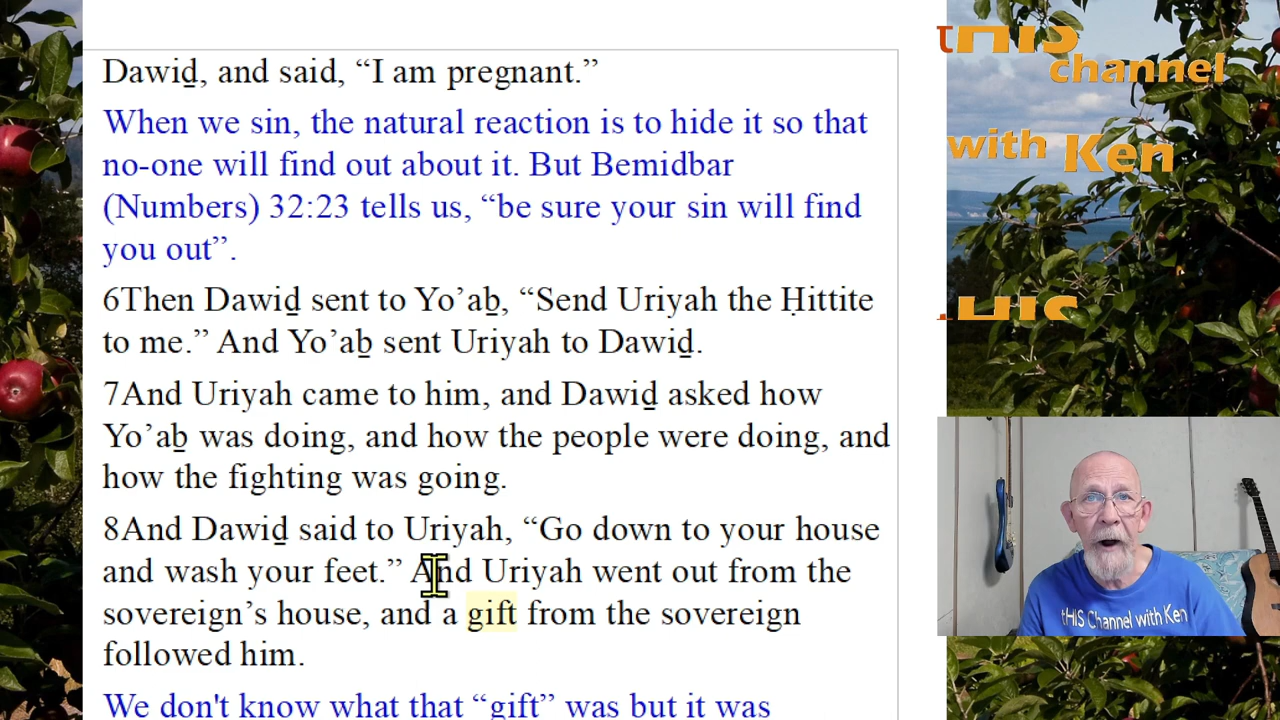 Dawiḏ, and said, “I am pregnant.”
When we sin, the natural reaction is to hide it so that
no-one will find out about it. But Bemidbar
(Numbers) 32:23 tells us, “be sure your sin will find
you out”.
6Then Dawiḏ sent to Yo’aḇ, “Send Uriyah the Ḥittite
to me.” And Yo’aḇ sent Uriyah to Dawiḏ.
7And Uriyah came to him, and Dawiḏ asked how
Yo’aḇ was doing, and how the people were doing, and
how the fighting was going.
8And Dawiḏ said to Uriyah, “Go down to your house
and wash your feet.” And Uriyah went out from the
sovereign’s house, and a gift from the sovereign
followed him.
We don't know what that “gift” was but it was
tHIS
channel
with Ken
tHIS
tHIS Channel with Ken